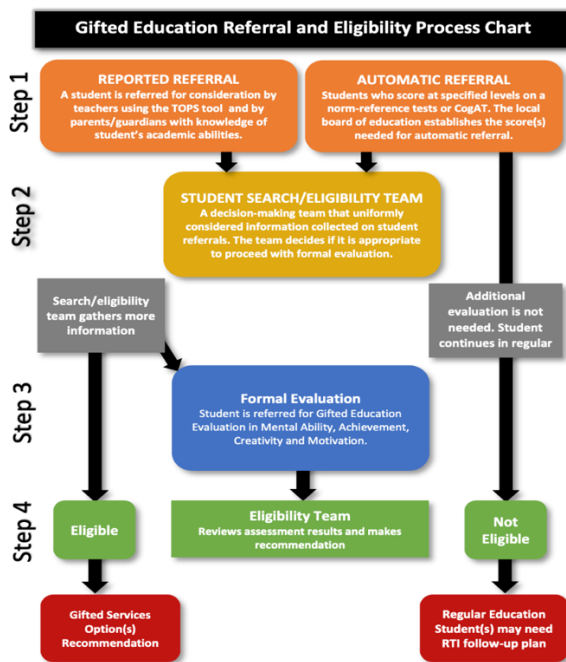 Gifted Education Referral and Eligibility Process Chart
Step 1
REPORTED REFERRAL
A student is referred for consideration by
teachers using the TOPS tool and by
parents/guardians with knowledge of
student's academic abilities.
AUTOMATIC REFERRAL
Students who score at specified levels on a
norm-reference tests or CogAT. The local
board of education establishes the score(s)
needed for automatic referral.
Step 2
STUDENT SEARCH/ELIGIBILITY TEAM
A decision-making team that uniformly
considered information collected on student
referrals. The team decides if it is appropriate
to proceed with formal evaluation.
Search/eligibility
team gathers more
information
Additional
evaluation is not
needed. Student
continues in regular
Step 3
Formal Evaluation
Student is referred for Gifted Education
Evaluation in Mental Ability, Achievement,
Creativity and Motivation.
Step 4
Eligible
Eligibility Team
Reviews assessment results and makes
recommendation
Not
Eligible
Gifted Services
Option(s)
Recommendation
Regular Education
Student(s) may need
RTI follow-up plan